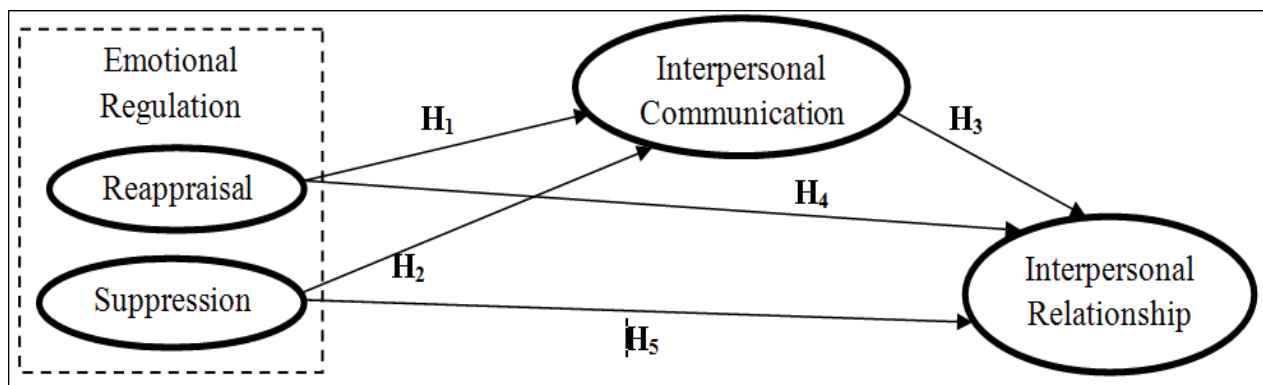 Emotional
Regulation
Reappraisal
Suppression
H₁
H₂
Interpersonal
Communication
H₃
H₄
H₅
Interpersonal
Relationship